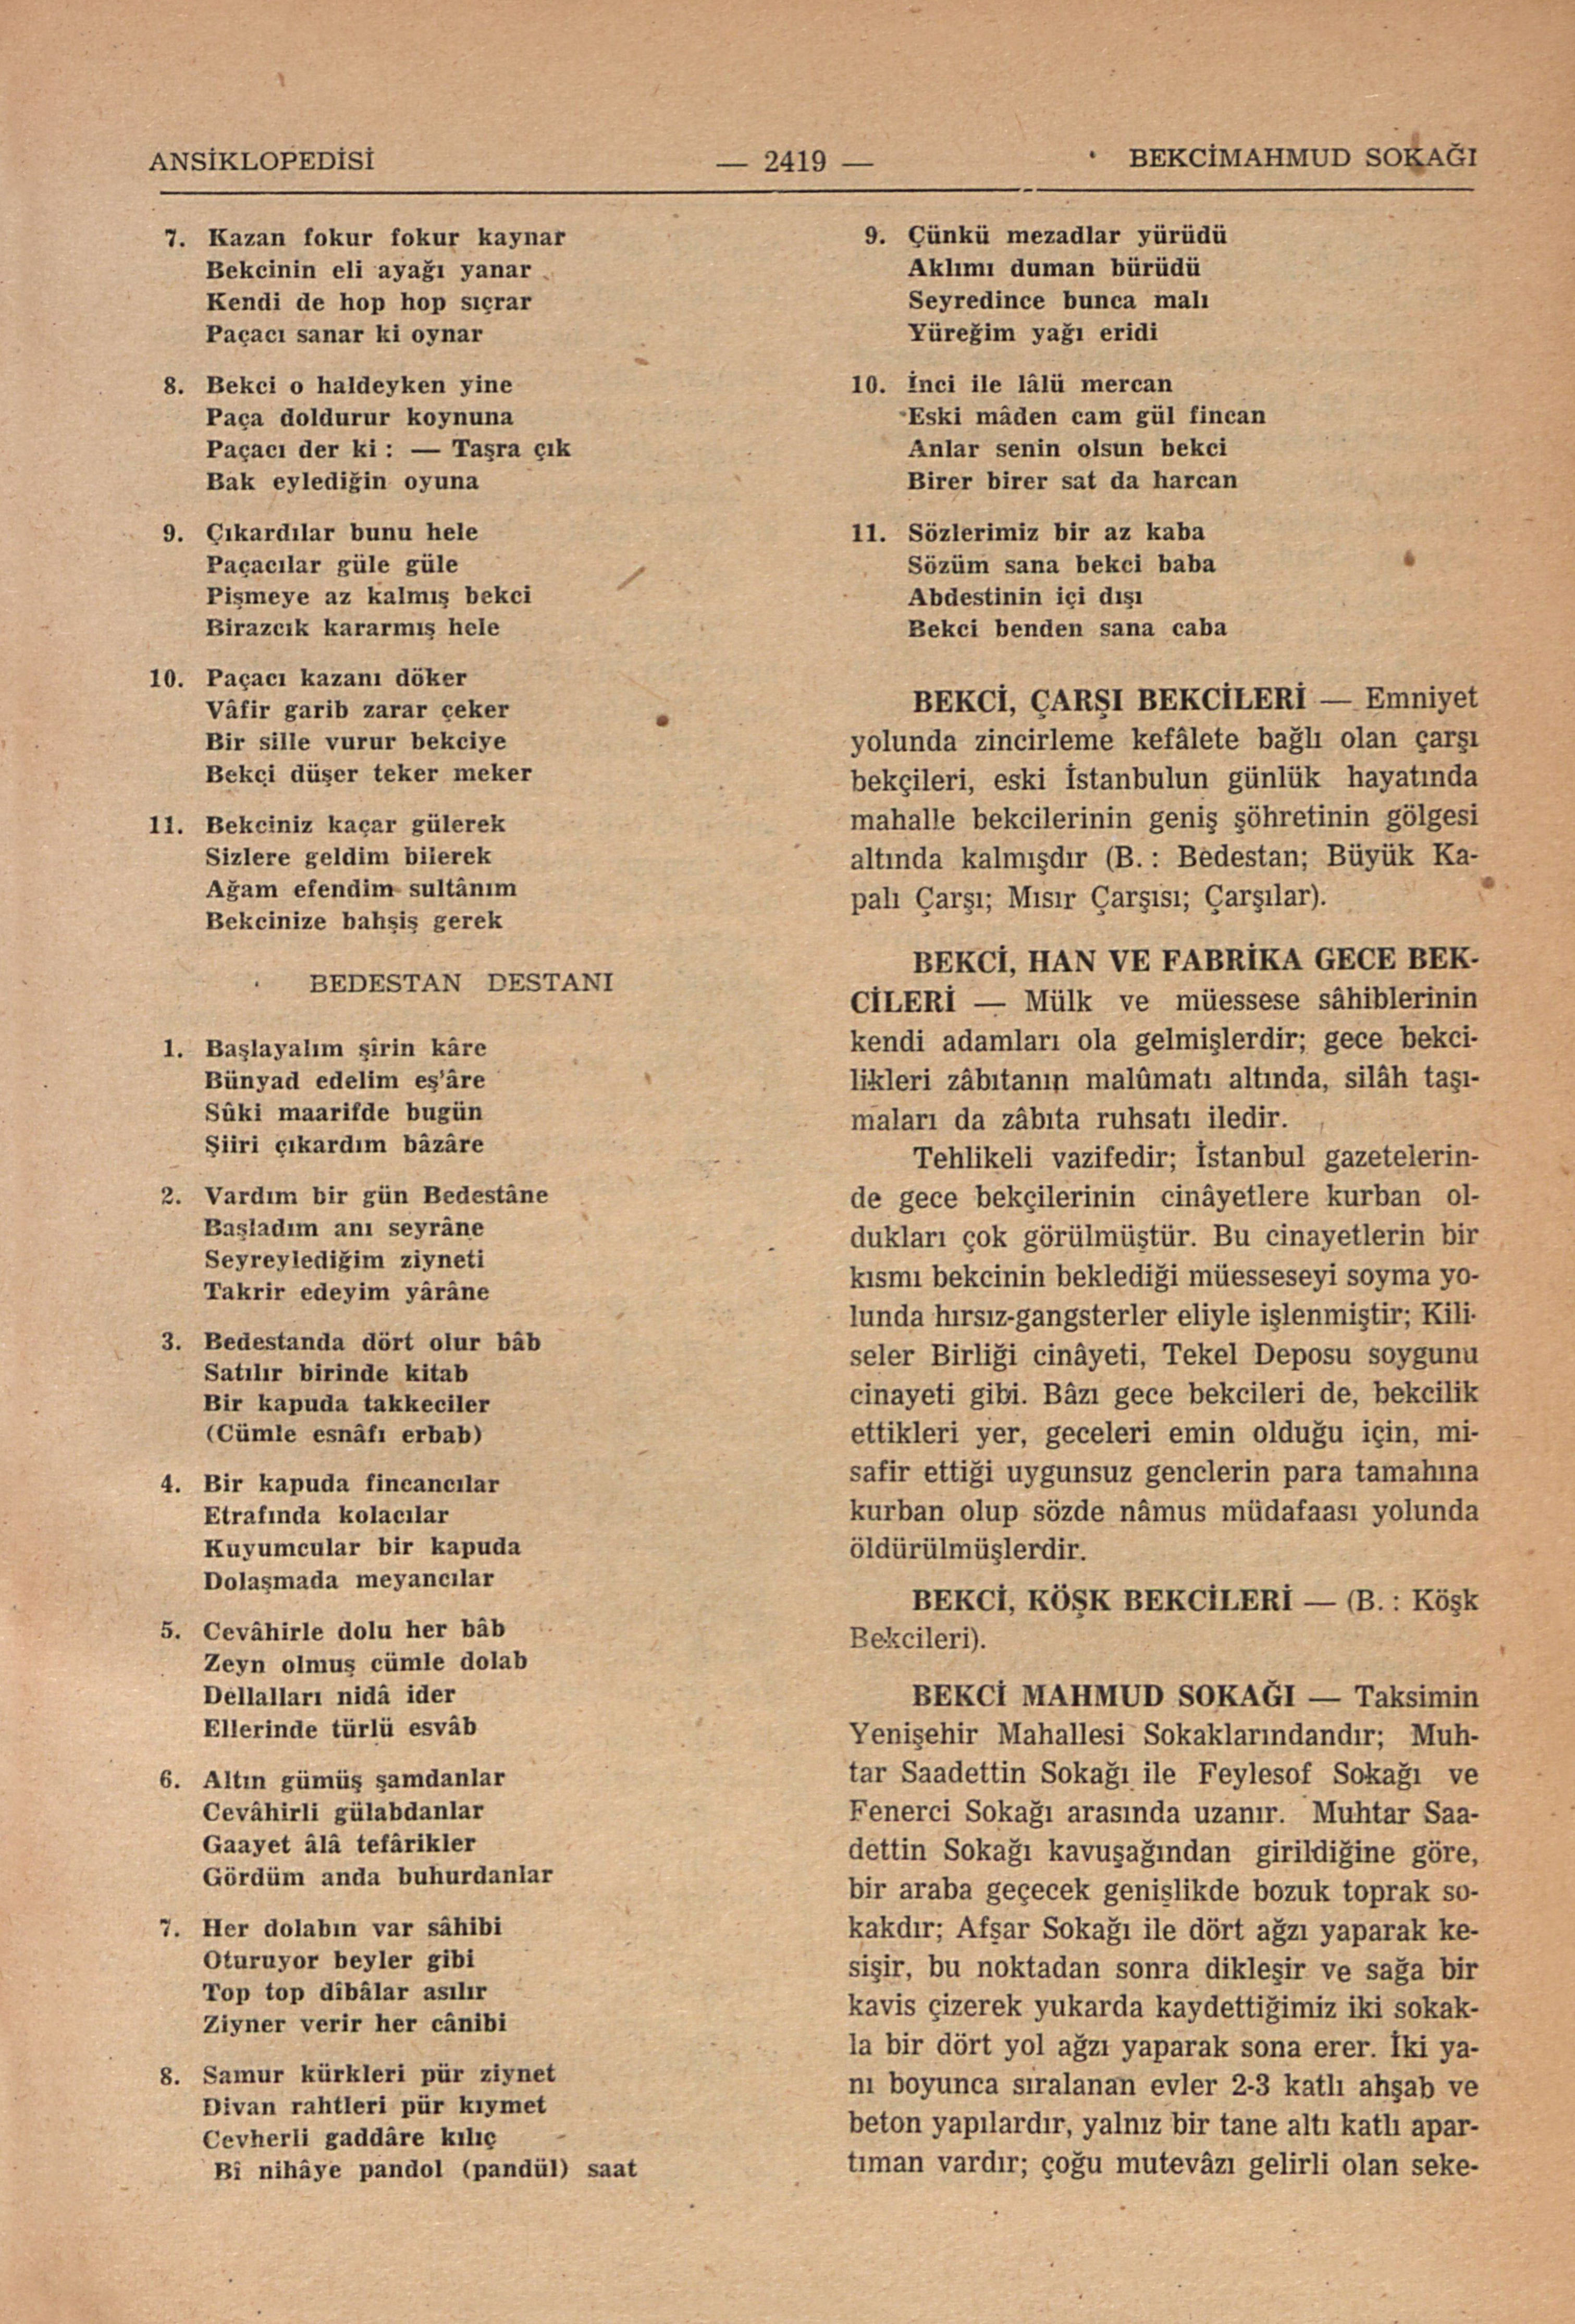 ANSİKLOPEDİSİ
— 2419 —
BEKCİMAHMUD SOKAĞI
7. Kazan fokur fokur kaynar
Bekcinin eli ayağı yanar
Kendi de hop hop sıçrar
Paçacı sanar ki oynar
8. Bekci o haldeyken yine
Paça doldurur koynuna
Paçacı der ki : — Taşra çık
Bak eylediğin oyuna
9. Çıkardılar bunu hele
Paçacılar güle güle
Pişmeye az kalmış bekci
Birazcık kararmış hele
10. Paçacı kazanı döker
Vâfir garib zarar çeker
Bir sille vurur bekciye
Bekçi düşer teker meker
11. Bekciniz kaçar gülerek
Sizlere geldim bilerek
Ağam efendim sultânım
Bekcinize bahşiş gerek
BEDESTAN DESTANI
1. Başlayalım şîrin kâre
Bünyad edelim eş'âre
Sûki maarifde bugün
Şiiri çıkardım bâzâre
2. Vardım bir gün Bedestâne
Başladım anı seyrâne
Seyreylediğim ziyneti
Takrir edeyim yârâne
3. Bedestanda dört olur bâb
Satılır birinde kitab
Bir kapuda takkeciler
(Cümle esnâfı erbab)
4. Bir kapuda fincancılar
Etrafında kolacılar
Kuyumcular bir kapuda
Dolaşmada meyancılar
5. Cevâhirle dolu her bâb
Zeyn olmuş cümle dolab
Dellalları nidâ ider
Ellerinde türlü esvâb
6. Altın gümüş şamdanlar
Cevâhirli gülabdanlar
Gaayet âlâ tefârikler
Gördüm anda buhurdanlar
7. Her dolabın var sâhibi
Oturuyor beyler gibi
Top top dîbâlar asılır
Ziyner verir her cânibi
8. Samur kürkleri pür ziynet
Divan rahtleri pür kıymet
Cevherli gaddâre kılıç
Bî nihâye pandol (pandül) saat
9. Çünkü mezadlar yürüdü
Aklımı duman bürüdü
Seyredince bunca malı
Yüreğim yağı eridi
10. İnci ile lâlü mercan
Eski mâden cam gül fincan
Anlar senin olsun bekci
Birer birer sat da harcan
11. Sözlerimiz bir az kaba
Sözüm sana bekci baba
Abdestinin içi dışı
Bekci benden sana caba
BEKCİ, ÇARŞI BEKCİLERİ — Emniyet
yolunda zincirleme kefâlete bağlı olan çarşı
bekçileri, eski İstanbulun günlük hayatında
mahalle bekcilerinin geniş şöhretinin gölgesi
altında kalmışdır (B. : Bedestan; Büyük Ka-
palı Çarşı; Mısır Çarşısı; Çarşılar).
BEKCİ, HAN VE FABRİKA GECE BEK-
CİLERİ — Mülk ve müessese sâhiblerinin
kendi adamları ola gelmişlerdir; gece bekci-
likleri zâbıtanın malûmatı altında, silâh taşı-
maları da zâbıta ruhsatı iledir.
Tehlikeli vazifedir; İstanbul gazetelerin-
de gece bekçilerinin cinâyetlere kurban ol-
dukları çok görülmüştür. Bu cinayetlerin bir
kısmı bekcinin beklediği müesseseyi soyma yo-
lunda hırsız-gangsterler eliyle işlenmiştir; Kili-
seler Birliği cinâyeti, Tekel Deposu soygunu
cinayeti gibi. Bâzı gece bekcileri de, bekcilik
ettikleri yer, geceleri emin olduğu için, mi-
safir ettiği uygunsuz genclerin para tamahına
kurban olup sözde nâmus müdafaası yolunda
öldürülmüşlerdir.
BEKCİ, KÖŞK BEKCİLERİ — (B. : Köşk
Bekcileri).
BEKCİ MAHMUD SOKAĞI — Taksimin
Yenişehir Mahallesi Sokaklarındandır; Muh-
tar Saadettin Sokağı ile Feylesof Sokağı ve
Fenerci Sokağı arasında uzanır. Muhtar Saa-
dettin Sokağı kavuşağından girildiğine göre,
bir araba geçecek genişlikde bozuk toprak so-
kakdır; Afşar Sokağı ile dört ağzı yaparak ke-
sişir, bu noktadan sonra dikleşir ve sağa bir
kavis çizerek yukarda kaydettiğimiz iki sokak-
la bir dört yol ağzı yaparak sona erer. İki ya-
nı boyunca sıralanan evler 2-3 katlı ahşab ve
beton yapılardır, yalnız bir tane altı katlı apar-
tıman vardır; çoğu mutevâzı gelirli olan seke-